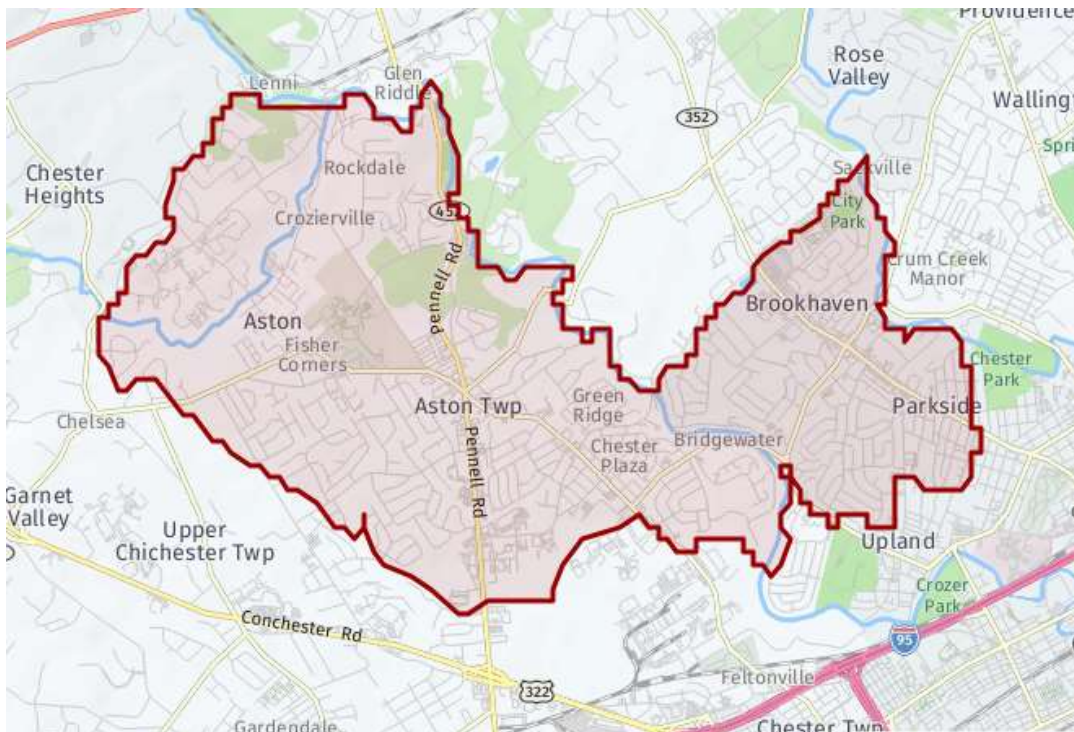 Providence
Rose
Valley
Lenni
Glen
Riddle
352
Walling
Spri
Chester
Heights
Rockdale
Sackville
City
Park
Crozierville
Pennell Rd
Crum Creek
Manor
Brookhaven
Aston
Fisher
Corners
Chester
Park
Aston Twp
Green
Ridge
Parkside
Chelsea
Chester
Plaza
Bridgewater
Pennell Rd
Garnet
Valley
Upper
Chichester Twp
Upland
Crozer
Park
Conchester Rd
95
322
Feltonville
Gardendale
Chester Twp